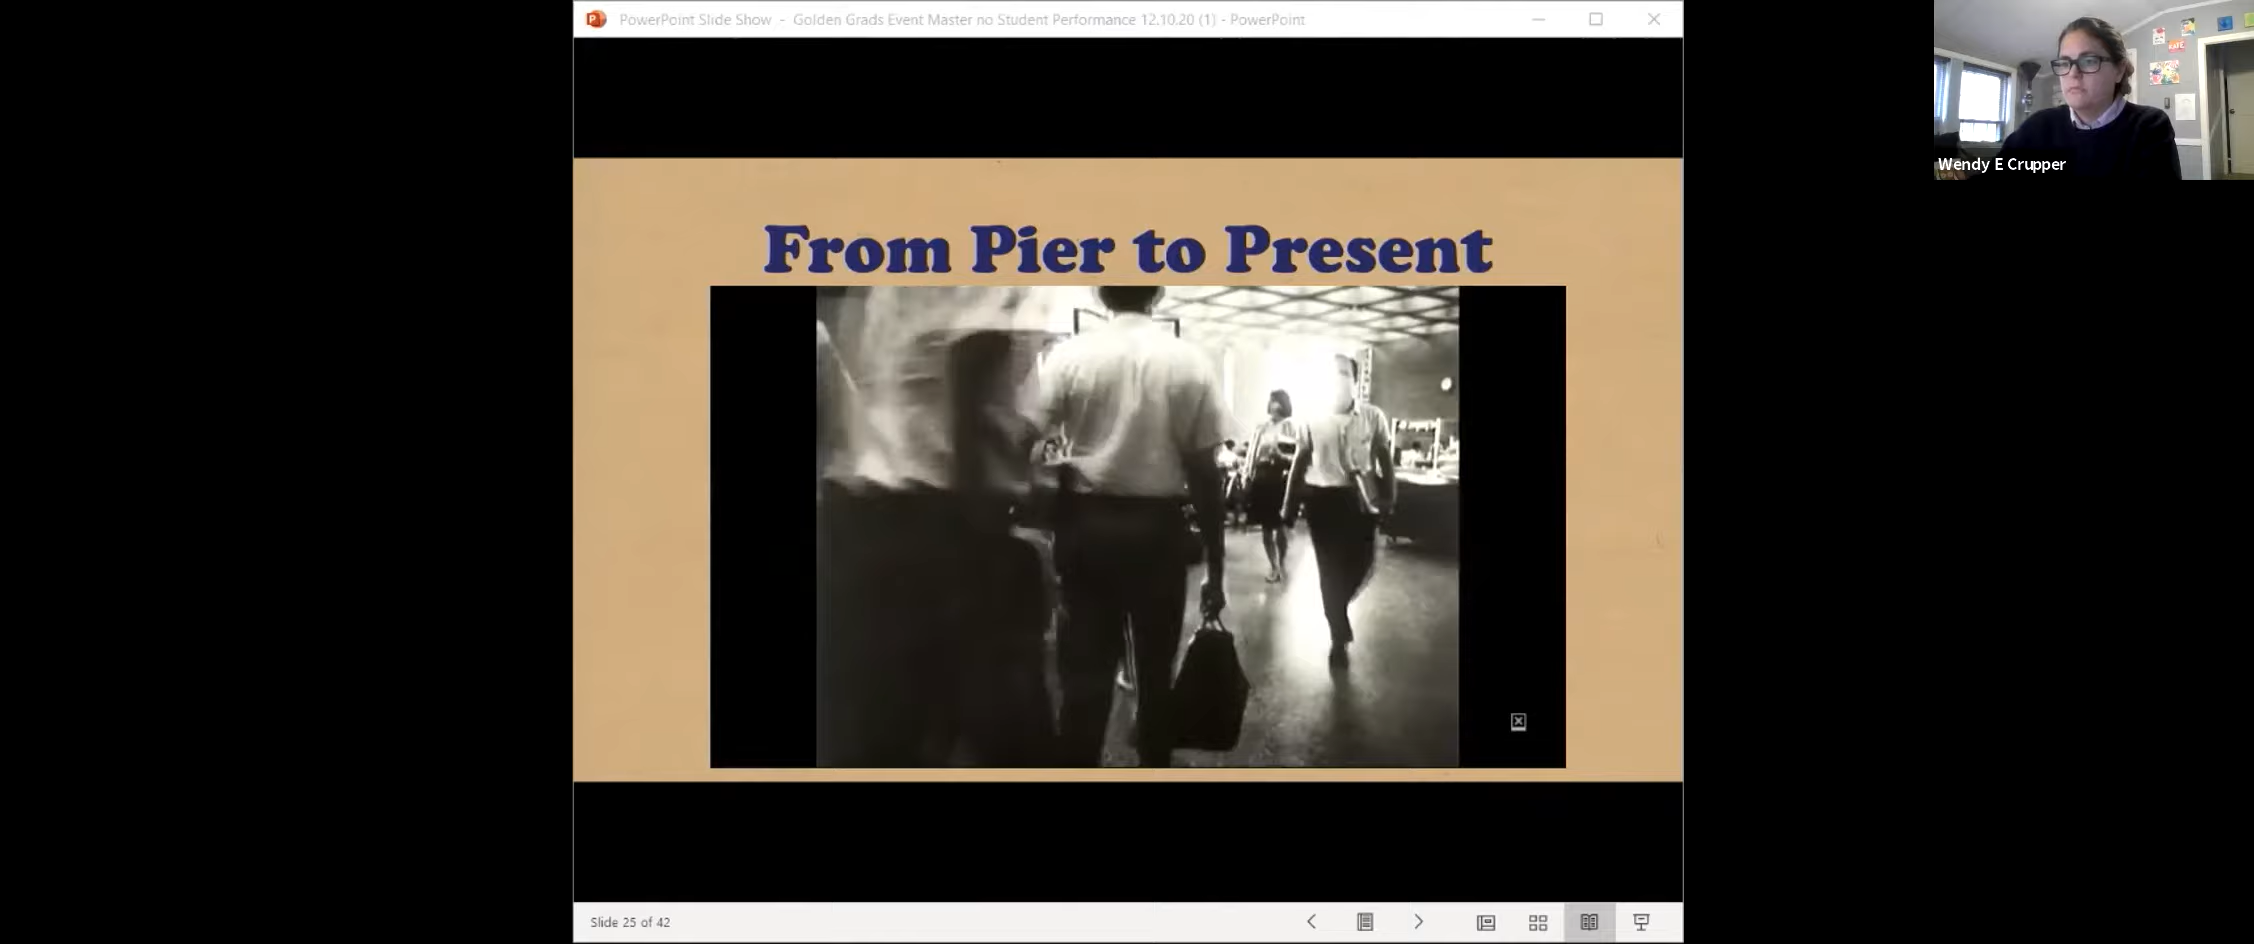 PowerPoint Slide Show - Golden Grads Event Master no Student Performance 12.10.20 (1) - PowerPoint
Wendy E Crupper
From Pier to Present
Slide 25 of 42